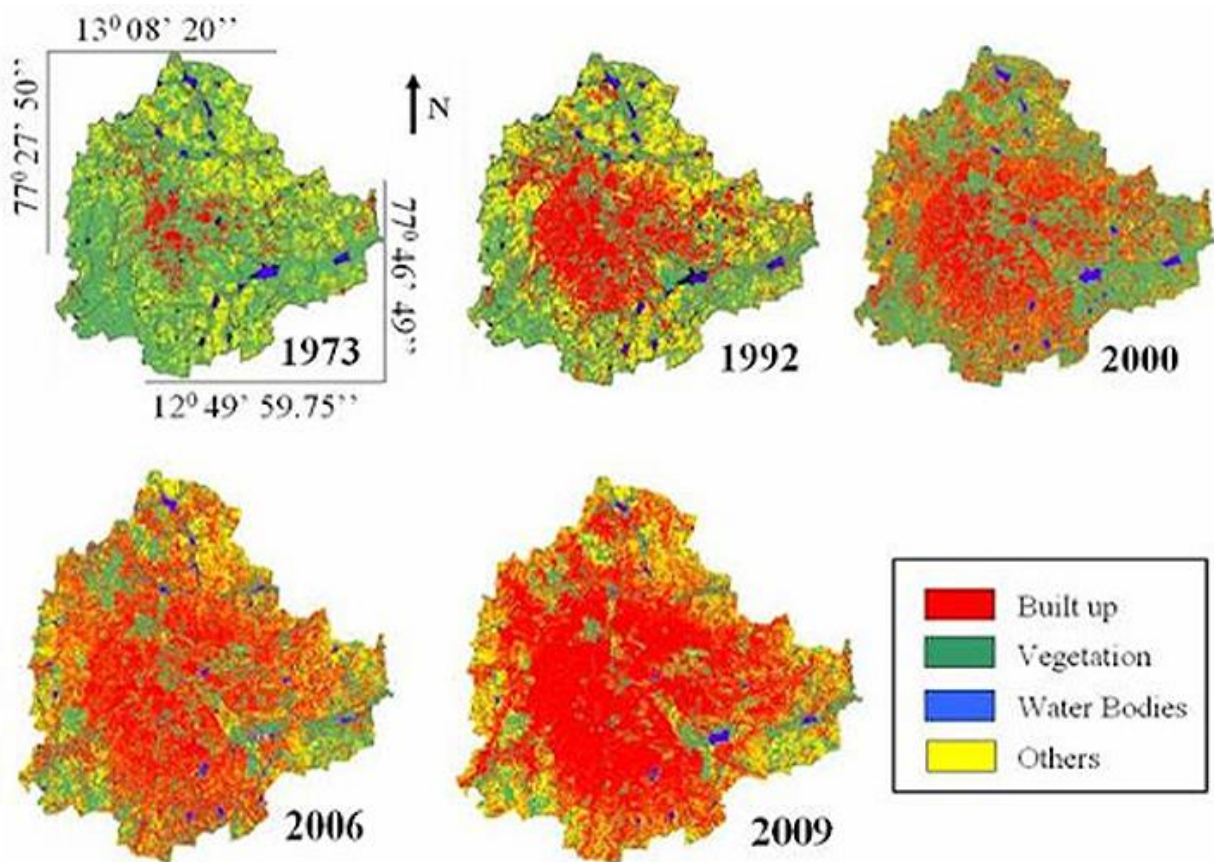 13⁰ 08’ 20’’
77⁰ 27’ 50’’
N
77⁰ 46’ 49’’
1973
12⁰ 49’ 59.75’’
1992
2000
2006
2009
Built up
Vegetation
Water Bodies
Others